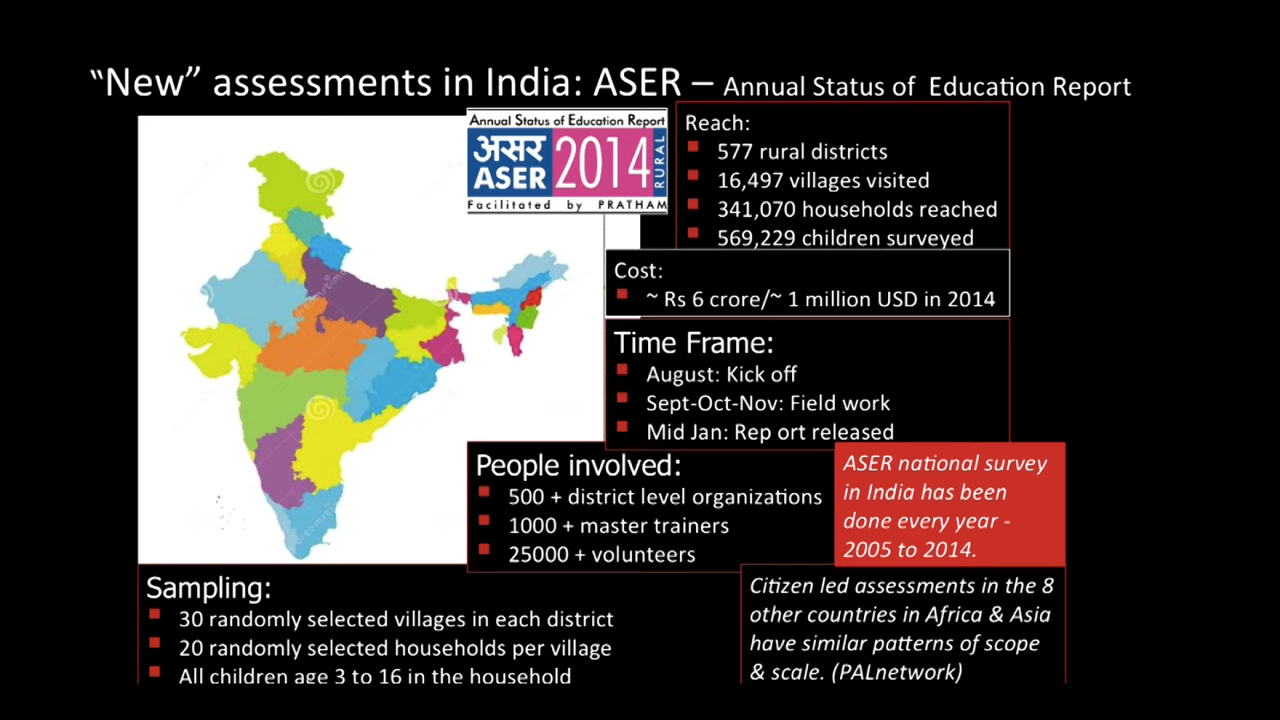 “New” assessments in India: ASER – Annual Status of Education Report
Annual Status of Education Report
असर
ASER
2014
RURAL
Facilitated by PRATHAM
Reach:
577 rural districts
16,497 villages visited
341,070 households reached
569,229 children surveyed
Cost:
~ Rs 6 crore/~ 1 million USD in 2014
Time Frame:
August: Kick off
Sept-Oct-Nov: Field work
Mid Jan: Rep ort released
People involved:
500 + district level organizations
1000 + master trainers
25000 + volunteers
ASER national survey
in India has been
done every year -
2005 to 2014.
Sampling:
30 randomly selected villages in each district
20 randomly selected households per village
All children age 3 to 16 in the household
Citizen led assessments in the 8
other countries in Africa & Asia
have similar patterns of scope
& scale. (PALnetwork)